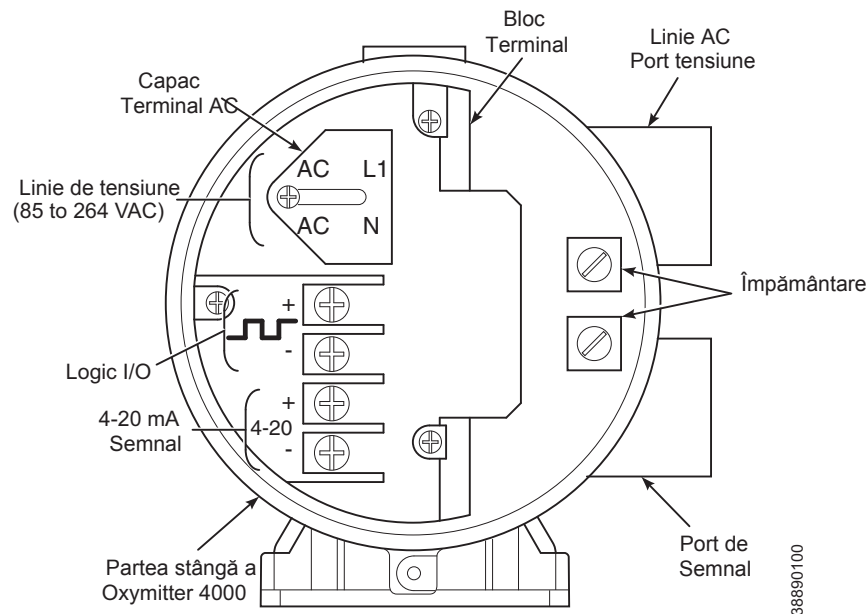 Bloc
Terminal
Linie AC
Port tensiune
Capac
Terminal AC
AC L1
AC N
Linie de tensiune
(85 to 264 VAC)
Împământare
+
-
Logic I/O
+
4-20
-
4-20 mA
Semnal
Partea stângă a
Oxymitter 4000
Port de
Semnal
38890100